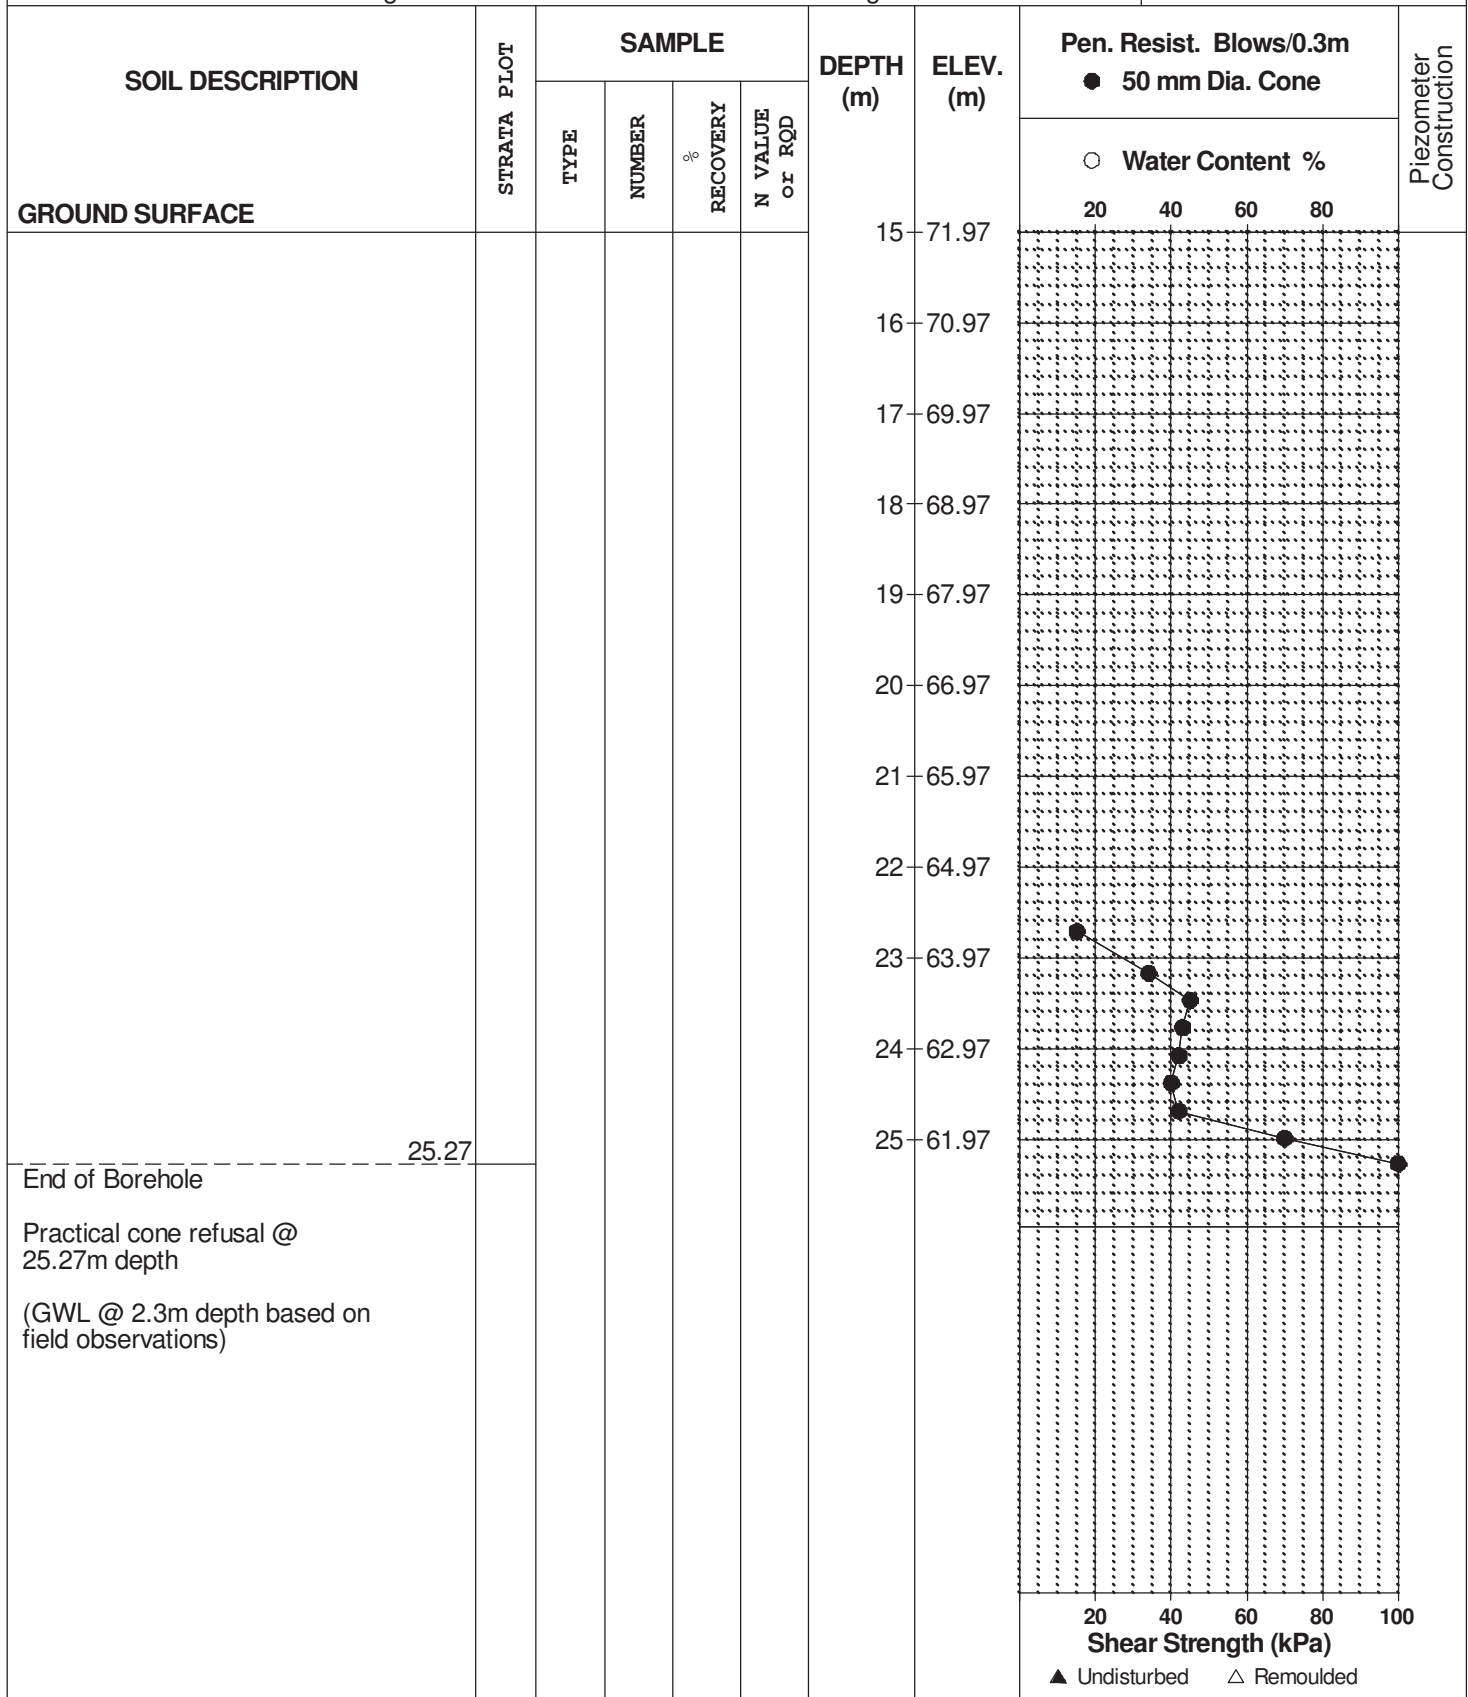 SOIL DESCRIPTION
GROUND SURFACE
STRATA PLOT
SAMPLE
TYPE
NUMBER
%
RECOVERY
N VALUE
or RQD
DEPTH
(m)
ELEV.
(m)
Pen. Resist. Blows/0.3m
50 mm Dia. Cone
Water Content %
20 40 60 80
Piezometer
Construction
15 71.97
16 70.97
17 69.97
18 68.97
19 67.97
20 66.97
21 65.97
22 64.97
23 63.97
24 62.97
25 61.97
25.27
End of Borehole
Practical cone refusal @
25.27m depth
(GWL @ 2.3m depth based on
field observations)
20 40 60 80 100
Shear Strength (kPa)
▲ Undisturbed △ Remoulded